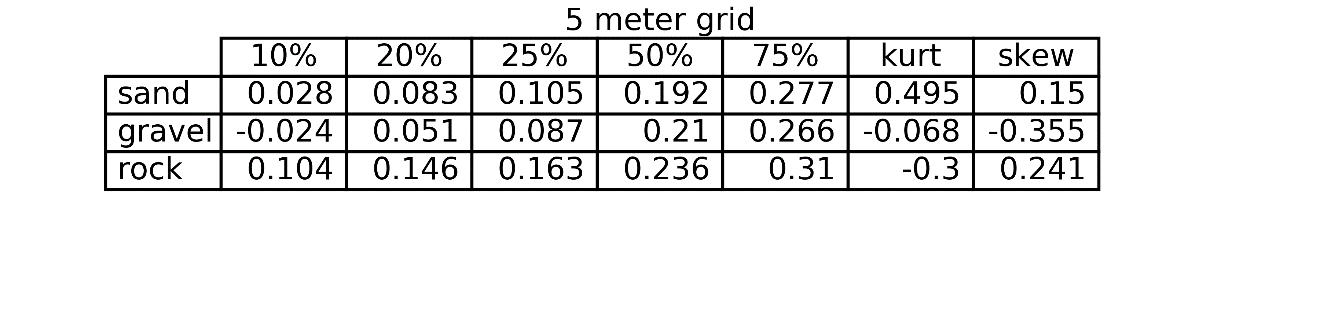 5 meter grid
10% 20% 25% 50% 75% kurt skew
sand 0.028 0.083 0.105 0.192 0.277 0.495 0.15
gravel -0.024 0.051 0.087 0.21 0.266 -0.068 -0.355
rock 0.104 0.146 0.163 0.236 0.31 -0.3 0.241